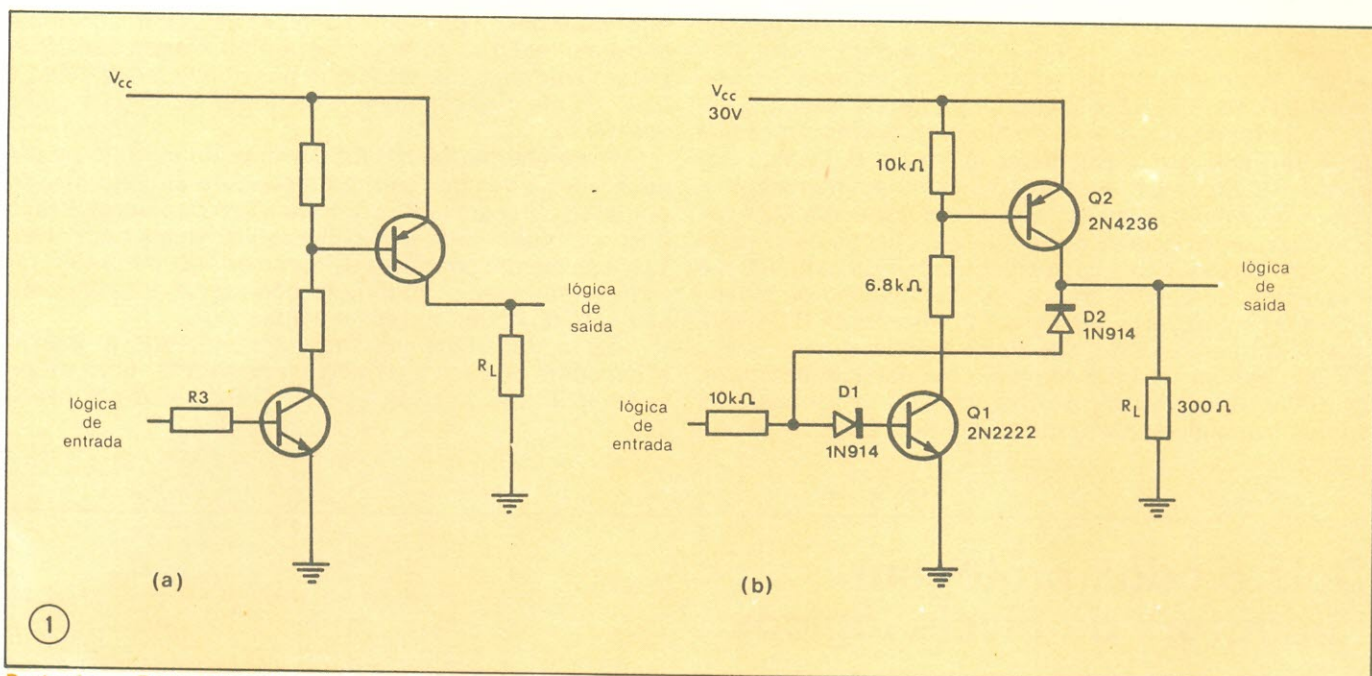 Vcc
R3
lógica
de
entrada
lógica
de
saída
RL
(a)
Vcc
30V
10kΩ
Q2
2N4236
6.8kΩ
lógica
de
saída
D2
1N914
10kΩ
lógica
de
entrada
D1
1N914
Q1
2N2222
RL
300Ω
(b)
1